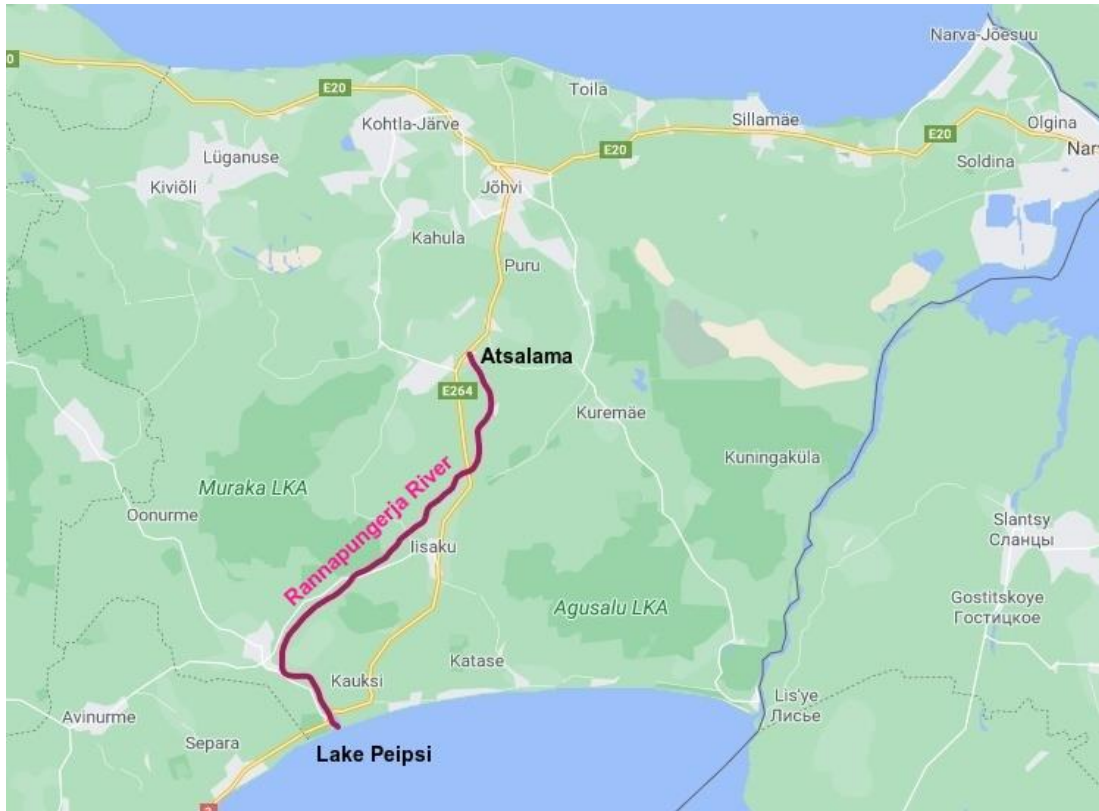 Narva-Jõesuu
E20
Toila
Kohtla-Järve
Sillamäe
Olgina
E20
E20
Lüganuse
Soldina
Kiviõli
Jõhvi
Kahula
Puru
Atsalama
E264
Kuremäe
Kuningaküla
Muraka LKA
Rannapungerja River
Oonurme
Slantsy
Сланцы
Iisaku
Agusalu LKA
Gostitskoye
Гостицкое
Katase
Kauksi
Lis'ye
Лисье
Avinurme
Separa
Lake Peipsi